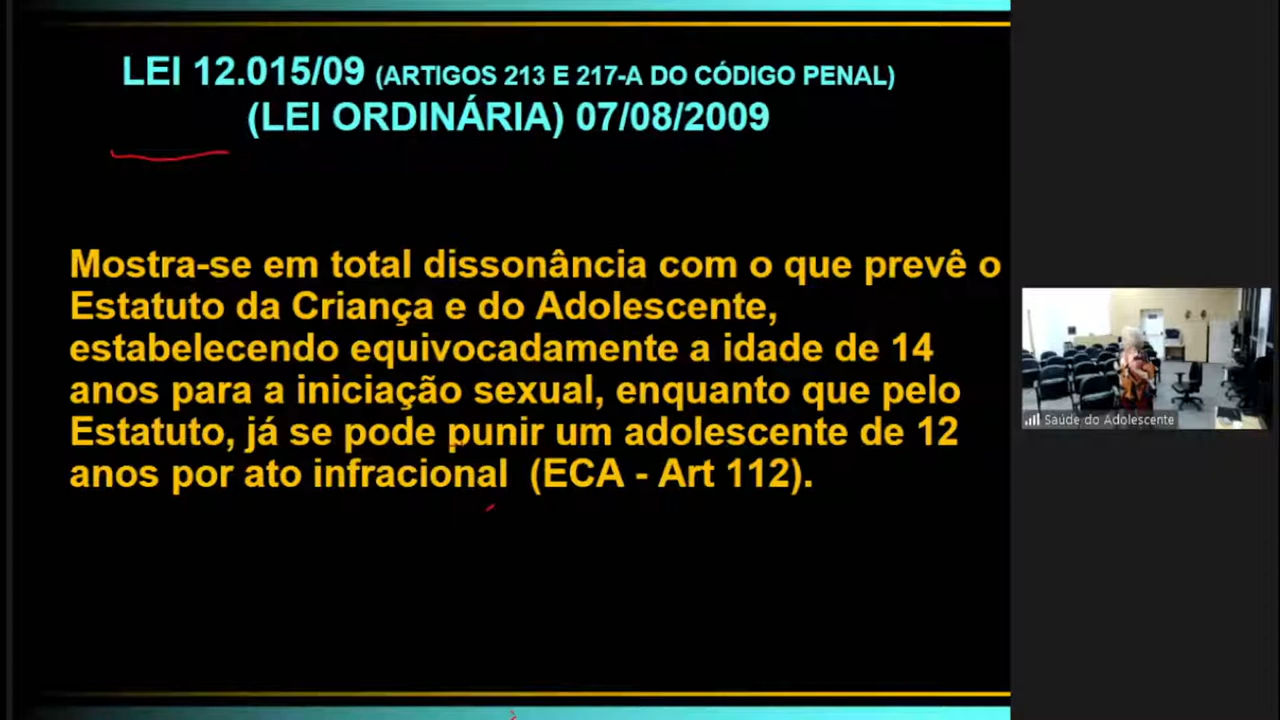 LEI 12.015/09 (ARTIGOS 213 E 217-A DO CÓDIGO PENAL)
(LEI ORDINÁRIA) 07/08/2009
Mostra-se em total dissonância com o que prevê o
Estatuto da Criança e do Adolescente,
estabelecendo equivocadamente a idade de 14
anos para a iniciação sexual, enquanto que pelo
Estatuto, já se pode punir um adolescente de 12
anos por ato infracional (ECA - Art 112).
Saúde do Adolescente